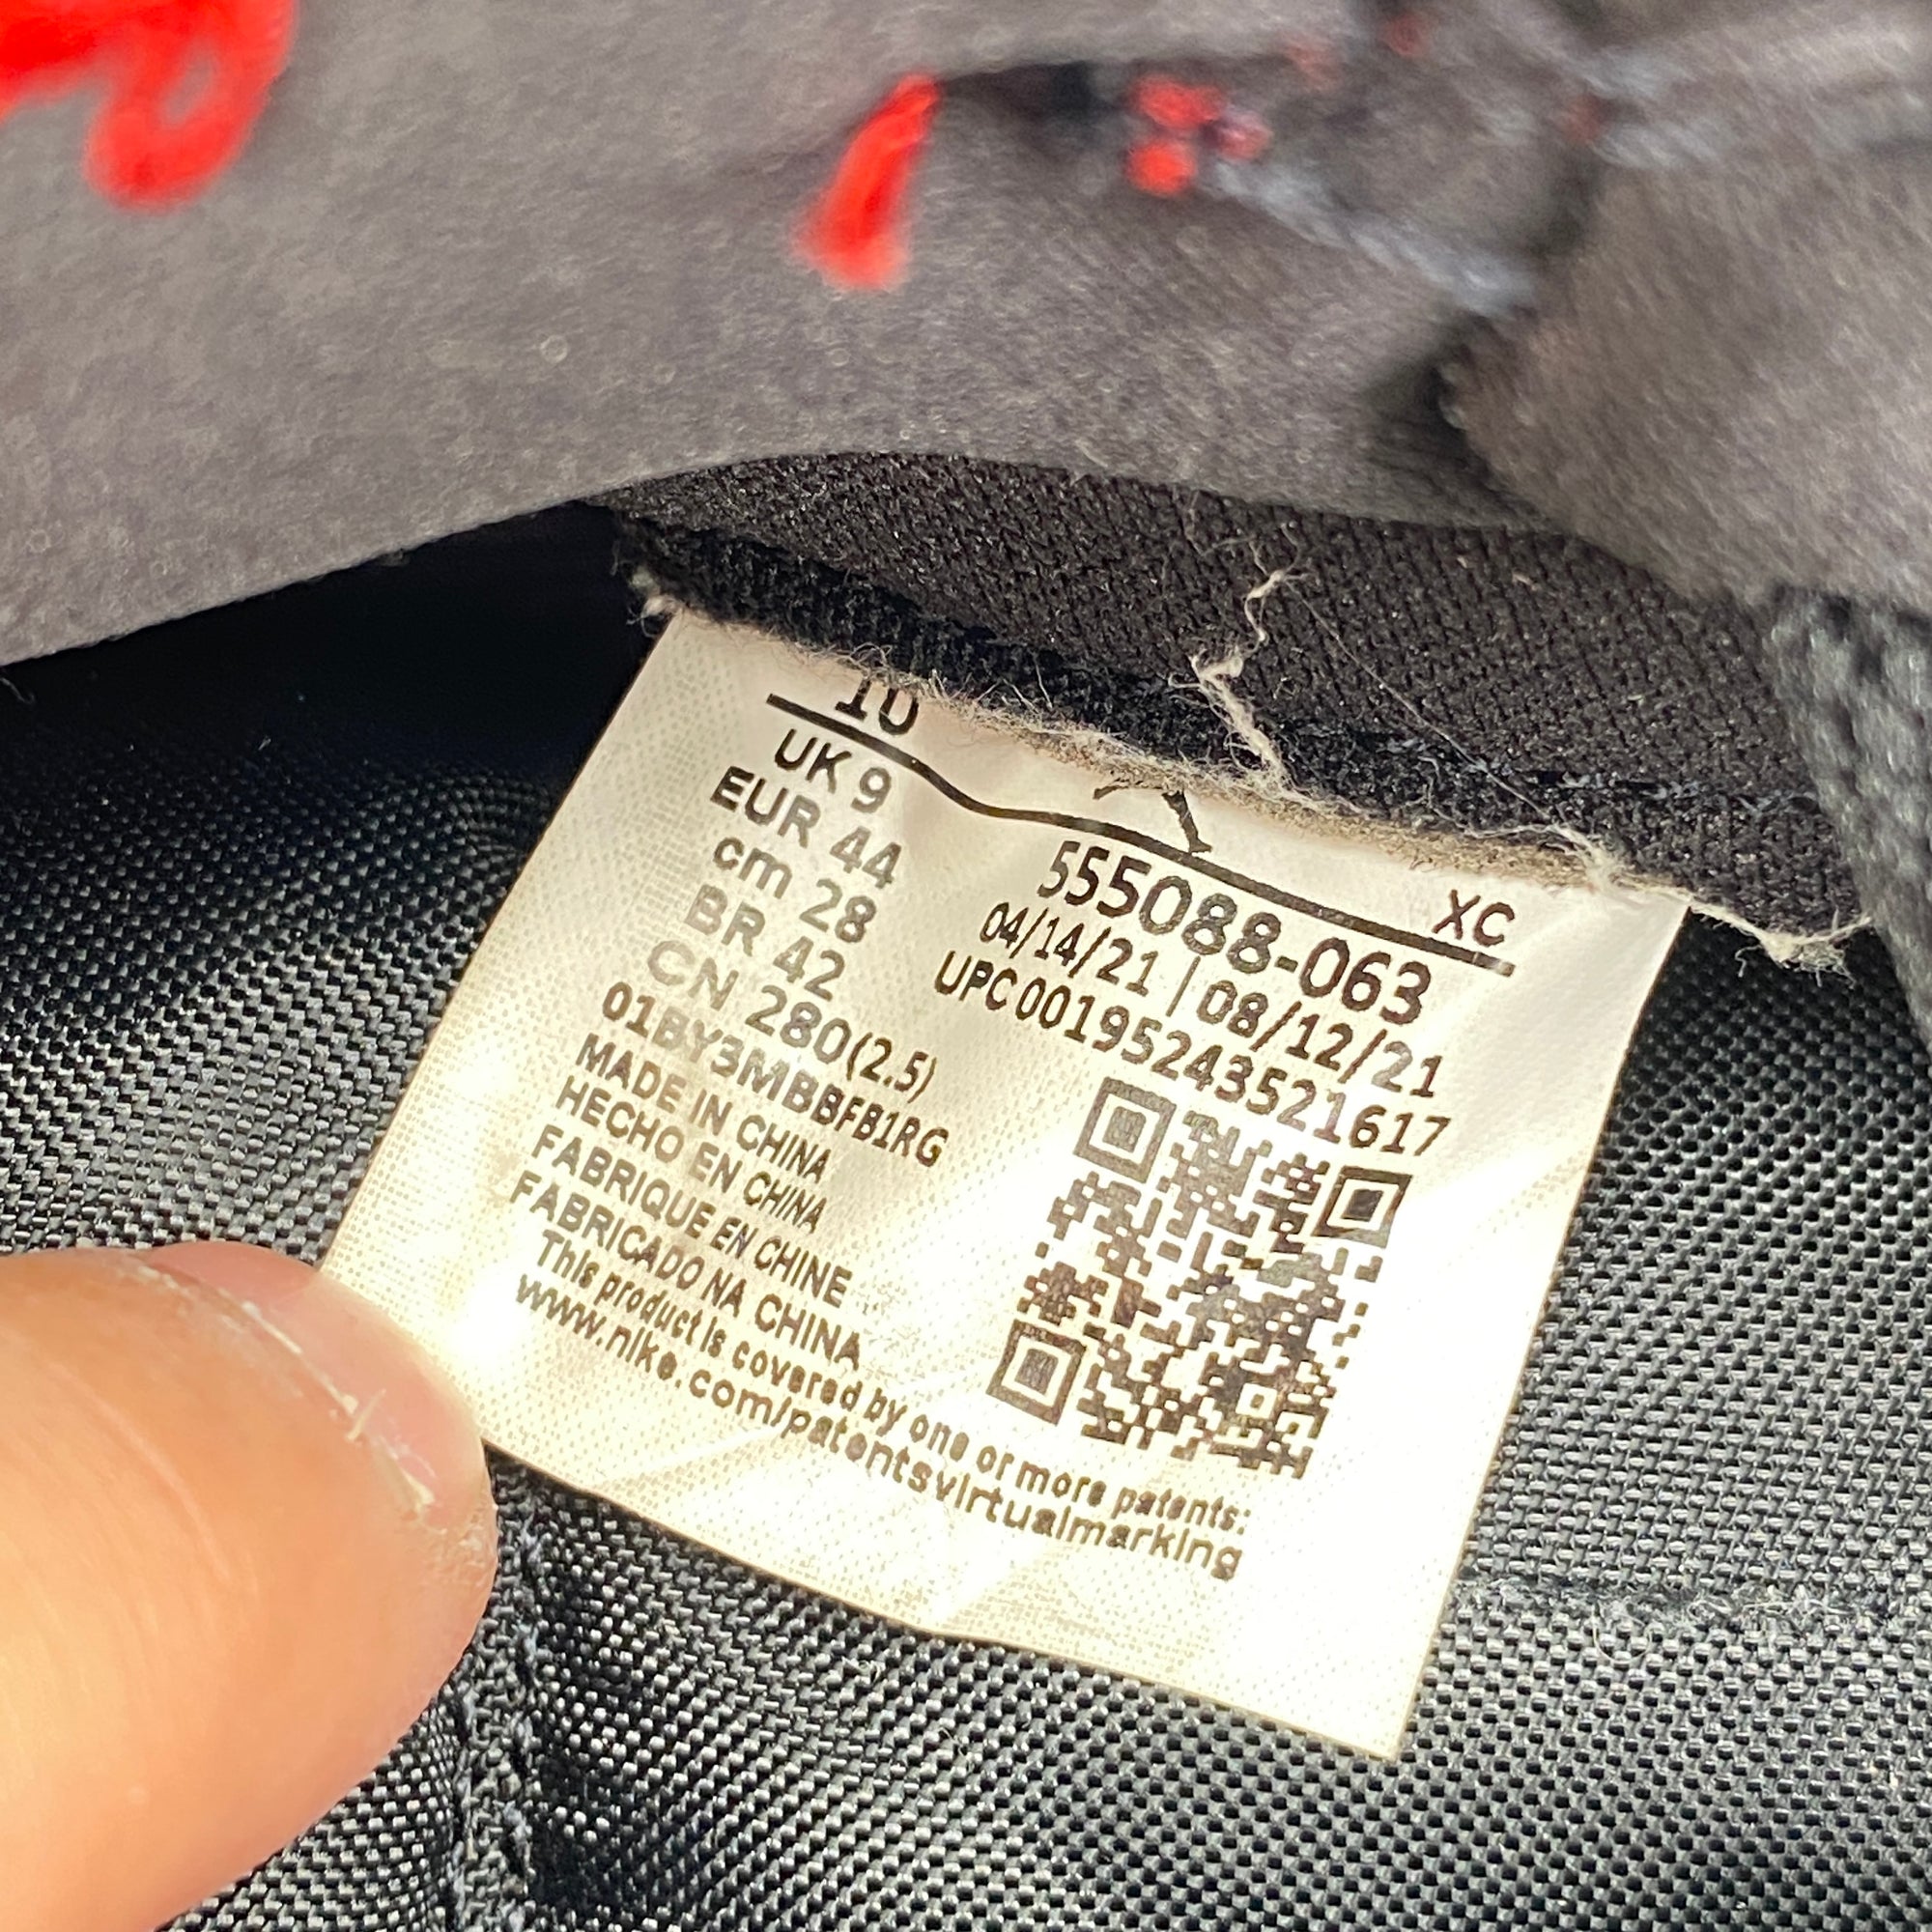 10
UK 9
EUR 44
cm 28
BR 42
CN 280(2.5)
01BY3MBBFB1RG
MADE IN CHINA
HECHO EN CHINA
FABRIQUE EN CHINE
FABRICADO NA CHINA
This product is covered by one or more patents:
www.nike.com/patentsvirtualmarking
XC
555088-063
04/14/21 | 08/12/21
UPC00195243521617